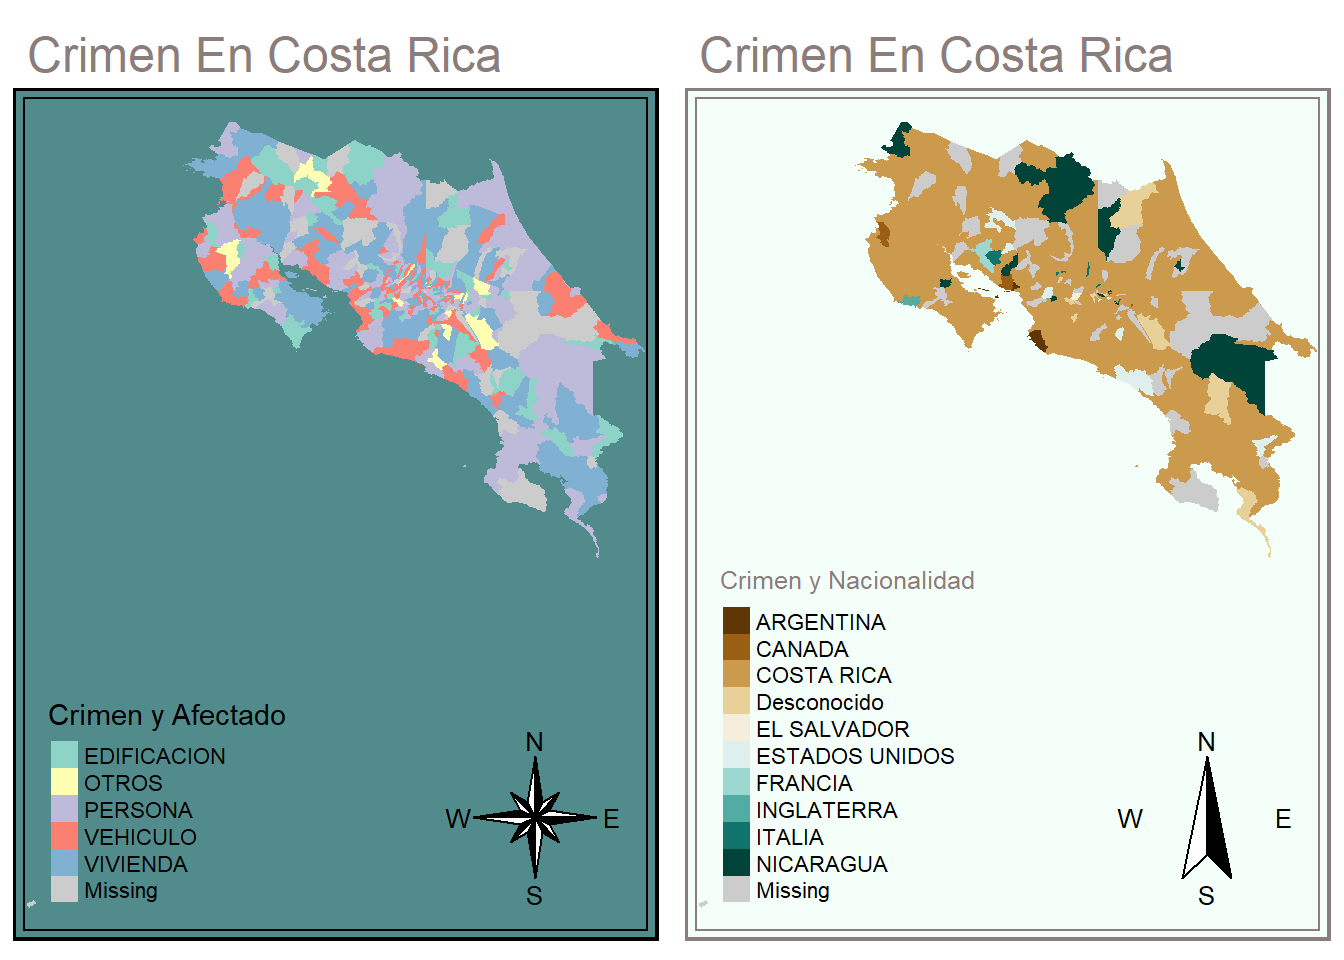 Crimen En Costa Rica
Crimen y Afectado
EDIFICACION
OTROS
PERSONA
VEHICULO
VIVIENDA
Missing
N
W E
S
Crimen En Costa Rica
Crimen y Nacionalidad
ARGENTINA
CANADA
COSTA RICA
Desconocido
EL SALVADOR
ESTADOS UNIDOS
FRANCIA
INGLATERRA
ITALIA
NICARAGUA
Missing
N
W E
S